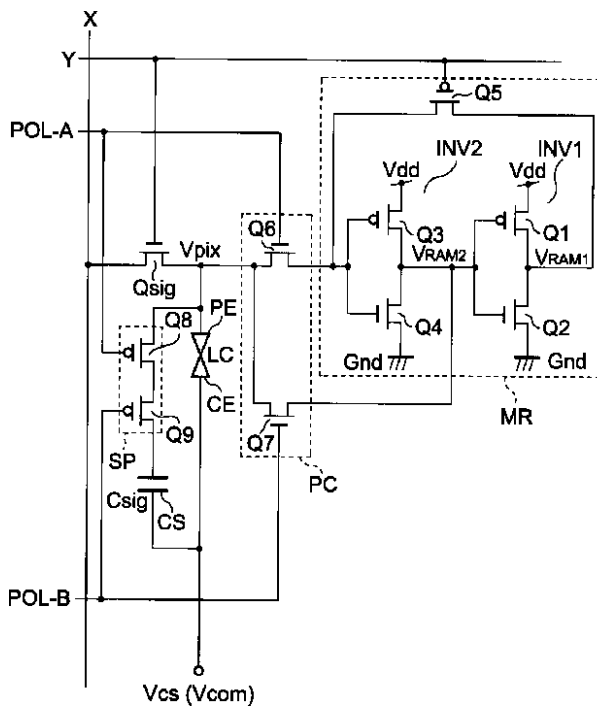 X
Y
POL-A
Q5
INV2
INV1
Vdd
Vdd
Q6
Q3
Q1
Vpix
VRAM2
VRAM1
Qsig
Q8
PE
LC
Q4
Q2
CE
Gnd
Gnd
Q9
Q7
MR
SP
PC
Csig
CS
POL-B
Vcs (Vcom)